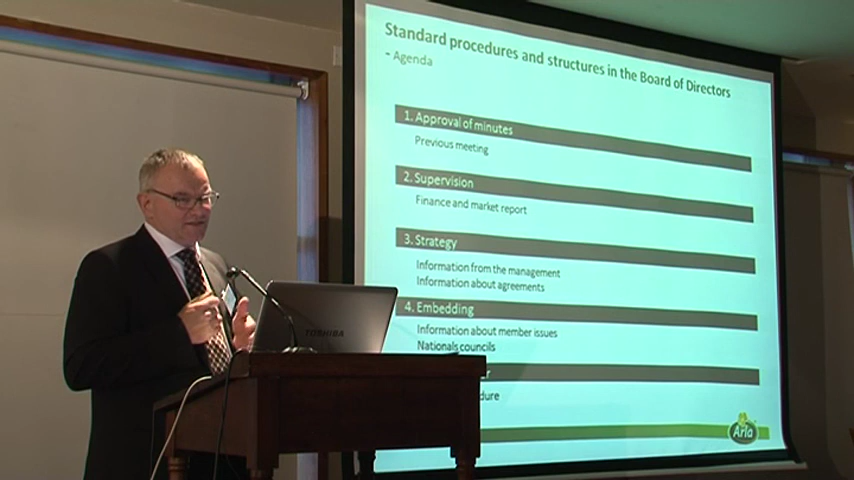 Standard procedures and structures in the Board of Directors
- Agenda
1. Approval of minutes
Previous meeting
2. Supervision
Finance and market report
3. Strategy
Information from the management
Information about agreements
4. Embedding
Information about member issues
Nationals councils
Arla
TOSHIBA